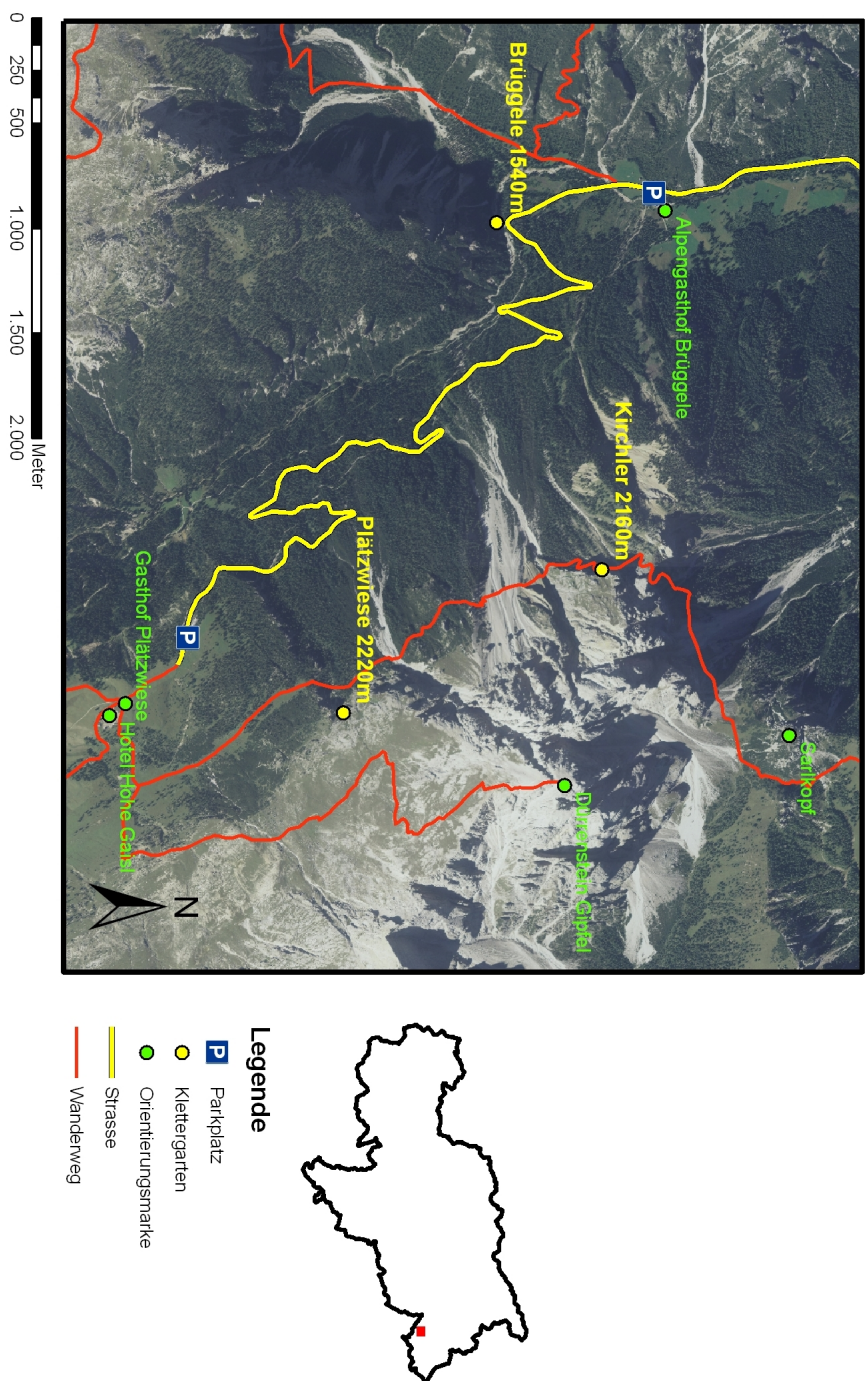 Sarlkopf
Alpengasthof Brüggele
Kirchler 2160m
Dürrenstein Gipfel
Brüggele 1540m
Plätzwiese 2220m
P
P
Gasthof Plätzwiese
Hotel Hohe Gaisl
N
0 250 500 1.000 1.500 2.000
Meter
Legende
P Parkplatz
Klettergarten
Orientierungsmarke
Strasse
Wanderweg